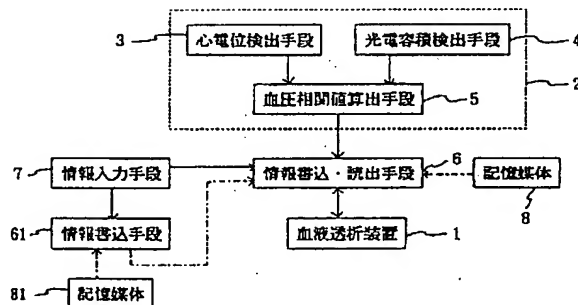 3 心電位検出手段 光電容積検出手段 4
2
血圧相関値算出手段 5
7 情報入力手段 情報書込・読出手段 6 記憶媒体 8
61 情報書込手段 血液透析装置 1
81 記憶媒体